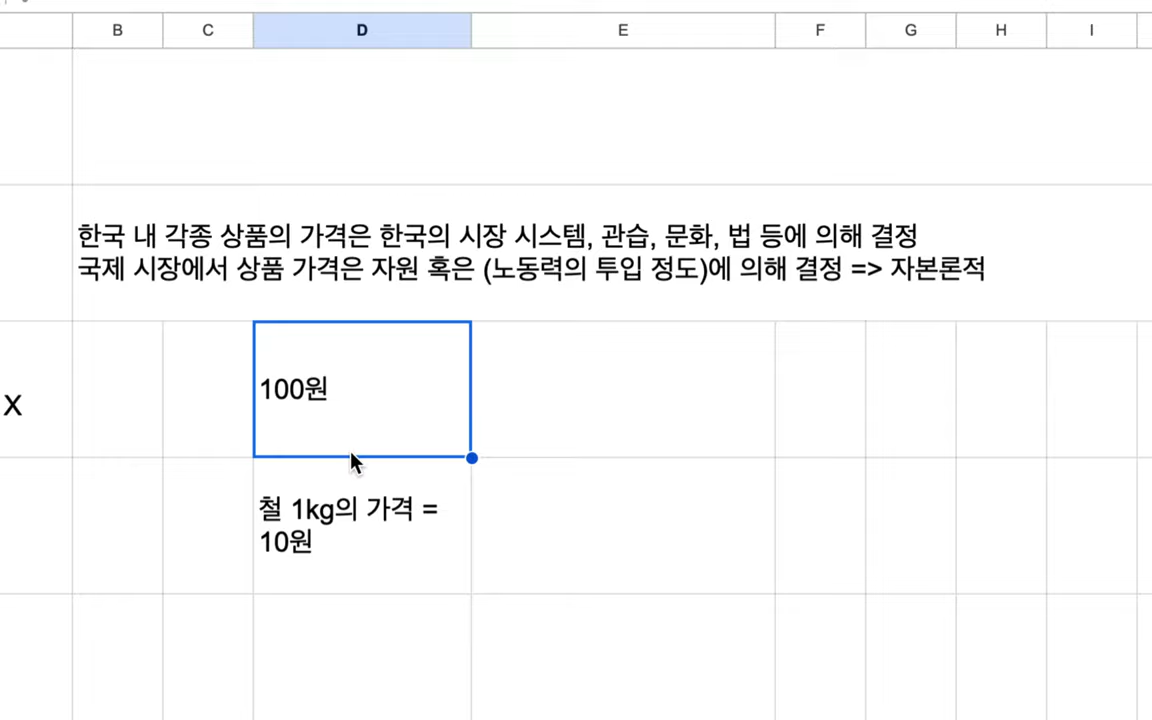 B C D E F G H I
한국 내 각종 상품의 가격은 한국의 시장 시스템, 관습, 문화, 법 등에 의해 결정
국제 시장에서 상품 가격은 자원 혹은 (노동력의 투입 정도)에 의해 결정 => 자본론적
X
100원
철 1kg의 가격 =
10원